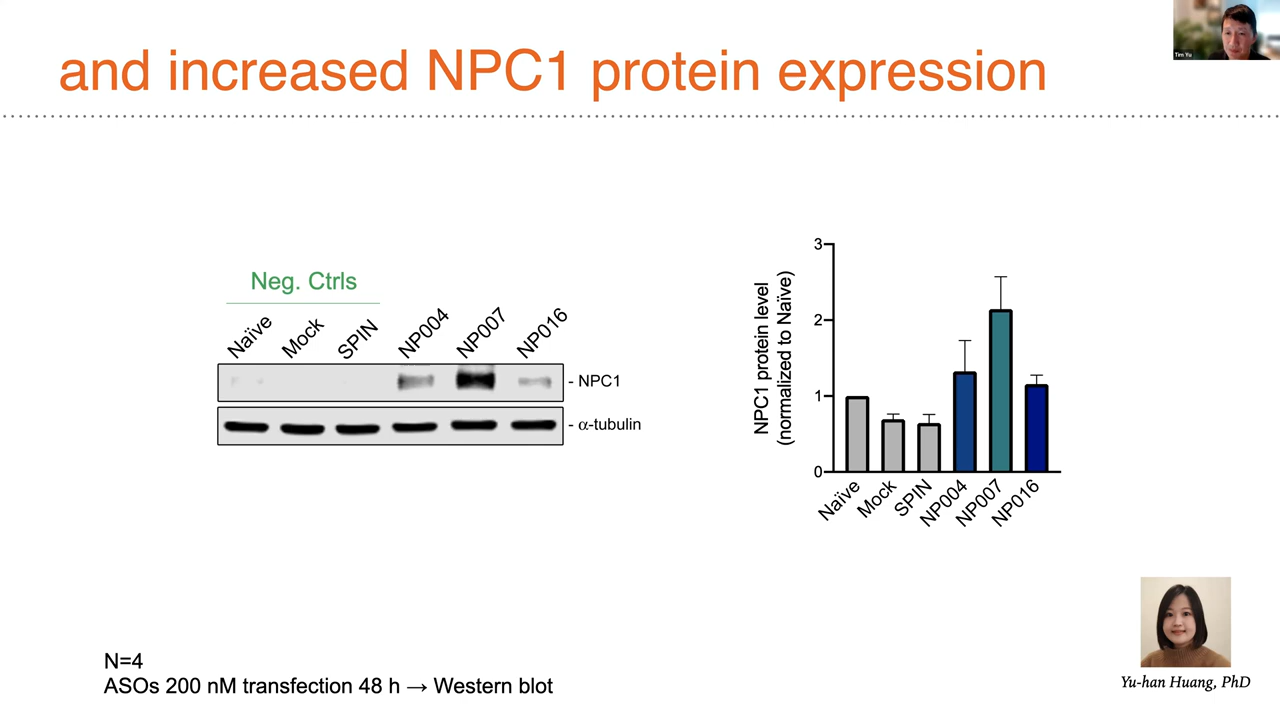 Tim Yu
and increased NPC1 protein expression
Neg. Ctrls
Naïve
Mock
SPIN
NP004
NP007
NP016
- NPC1
- α-tubulin
NPC1 protein level
(normalized to Naïve)
3
2
1
0
Naïve
Mock
SPIN
NP004
NP007
NP016
N=4
ASOs 200 nM transfection 48 h → Western blot
Yu-han Huang, PhD